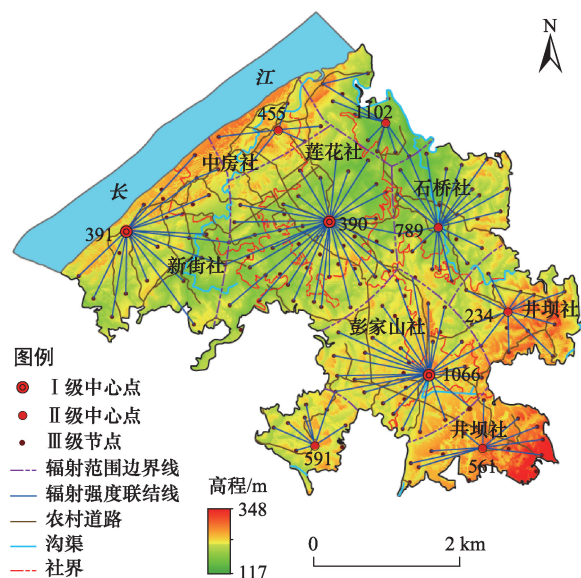 N
江
455
1102
中房社
莲花社
长
石桥社
391
390
789
新街社
234
井坝社
彭家山社
1066
井坝社
591
561
图例
Ⅰ级中心点
Ⅱ级中心点
Ⅲ级节点
辐射范围边界线
辐射强度联结线
农村道路
沟渠
社界
高程/m
348
117
0 2 km